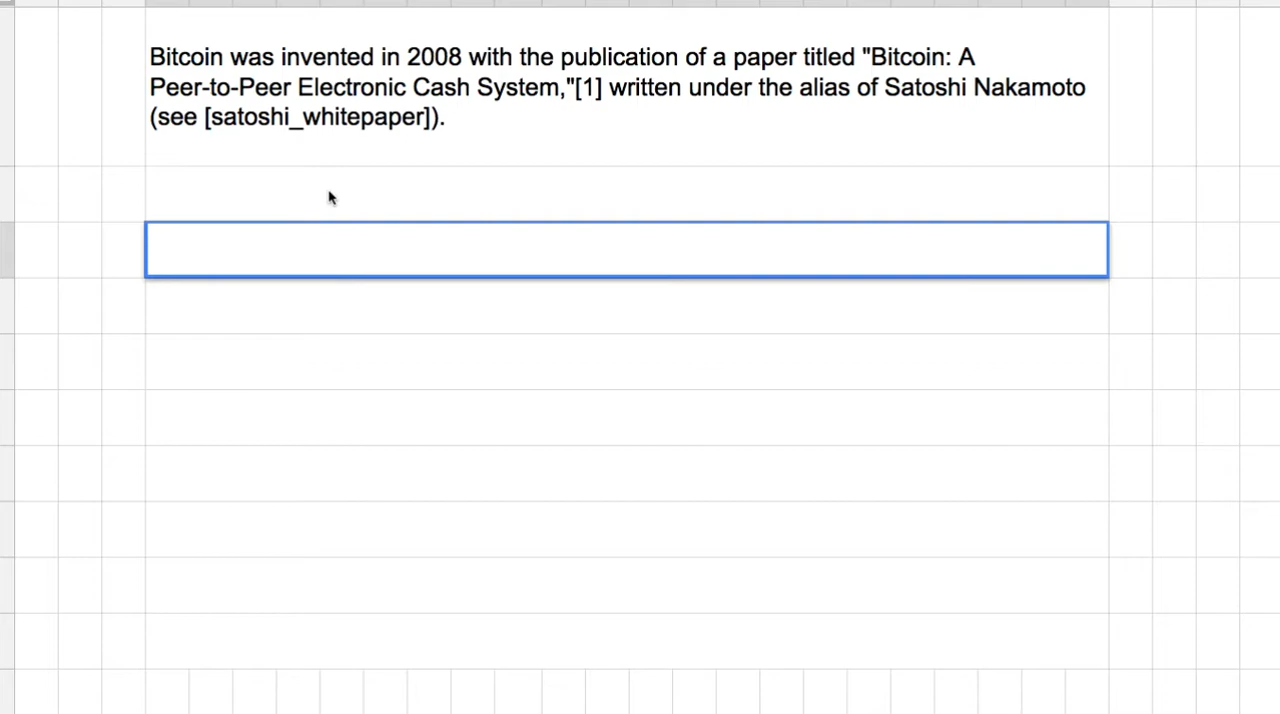 Bitcoin was invented in 2008 with the publication of a paper titled "Bitcoin: A
Peer-to-Peer Electronic Cash System,"[1] written under the alias of Satoshi Nakamoto
(see [satoshi_whitepaper]).